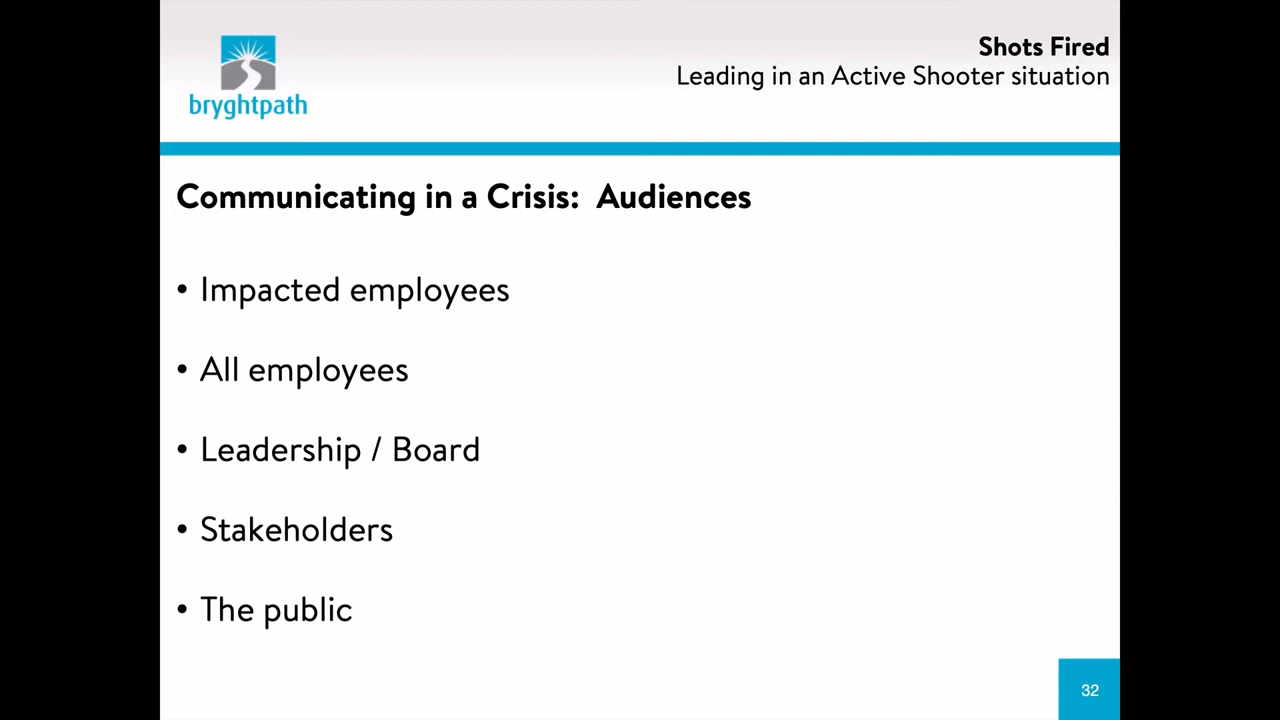 Shots Fired
Leading in an Active Shooter situation
bryghtpath
Communicating in a Crisis:  Audiences
• Impacted employees
• All employees
• Leadership / Board
• Stakeholders
• The public
32